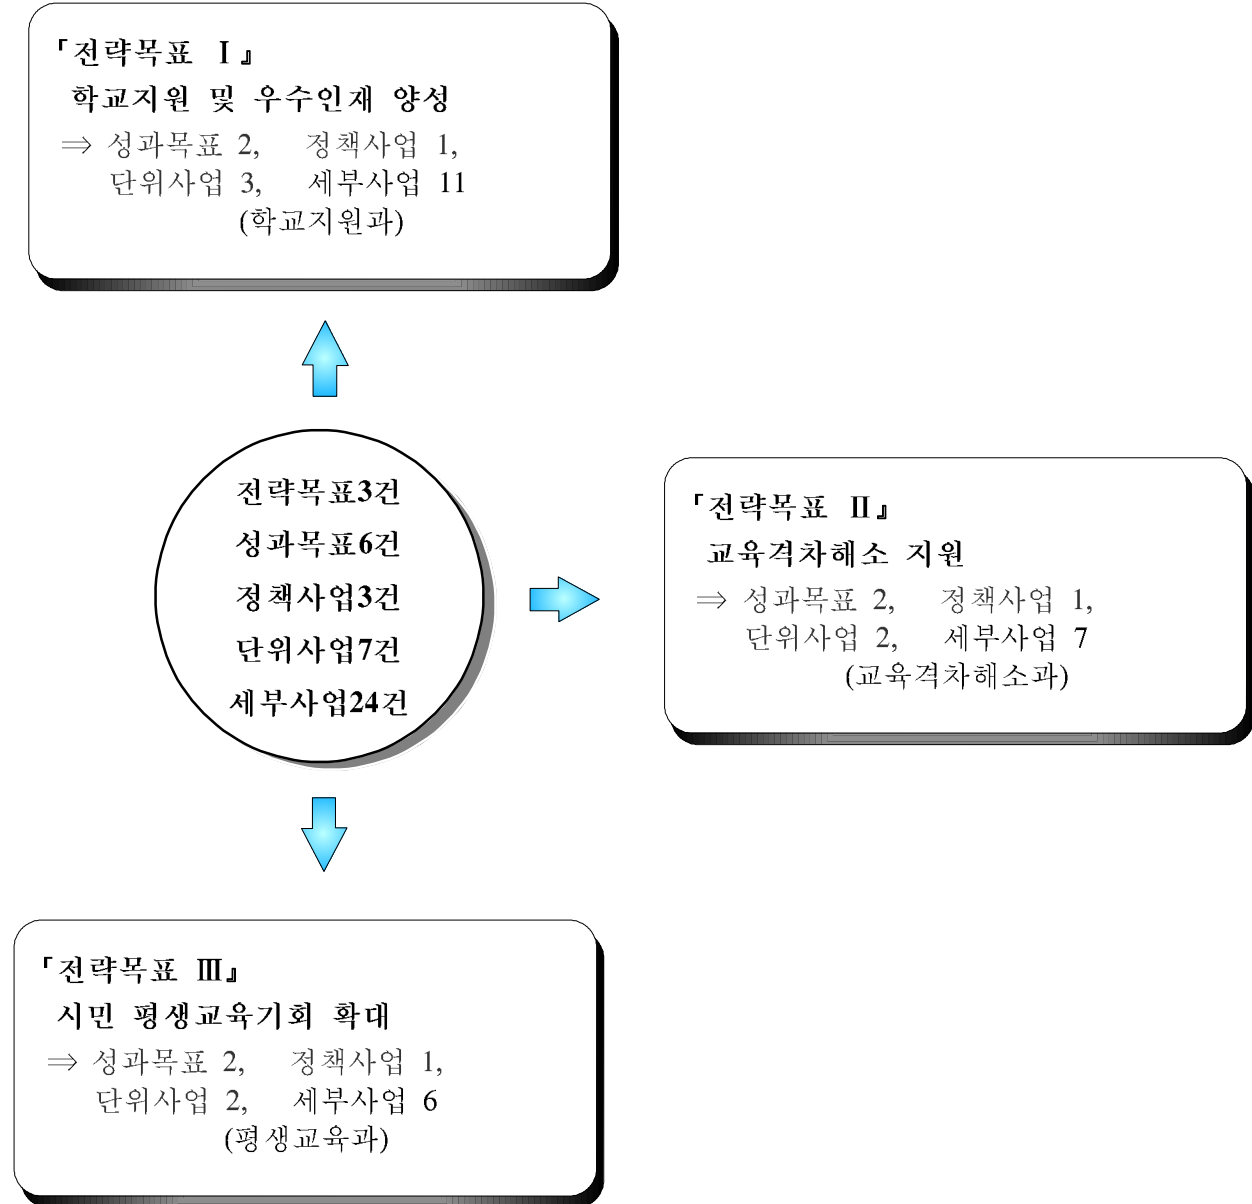 『전략목표 Ⅰ』
학교지원 및 우수인재 양성
⇒ 성과목표 2, 정책사업 1,
단위사업 3, 세부사업 11
(학교지원과)
전략목표3건
성과목표6건
정책사업3건
단위사업7건
세부사업24건
『전략목표 Ⅱ』
교육격차해소 지원
⇒ 성과목표 2, 정책사업 1,
단위사업 2, 세부사업 7
(교육격차해소과)
『전략목표 Ⅲ』
시민 평생교육기회 확대
⇒ 성과목표 2, 정책사업 1,
단위사업 2, 세부사업 6
(평생교육과)